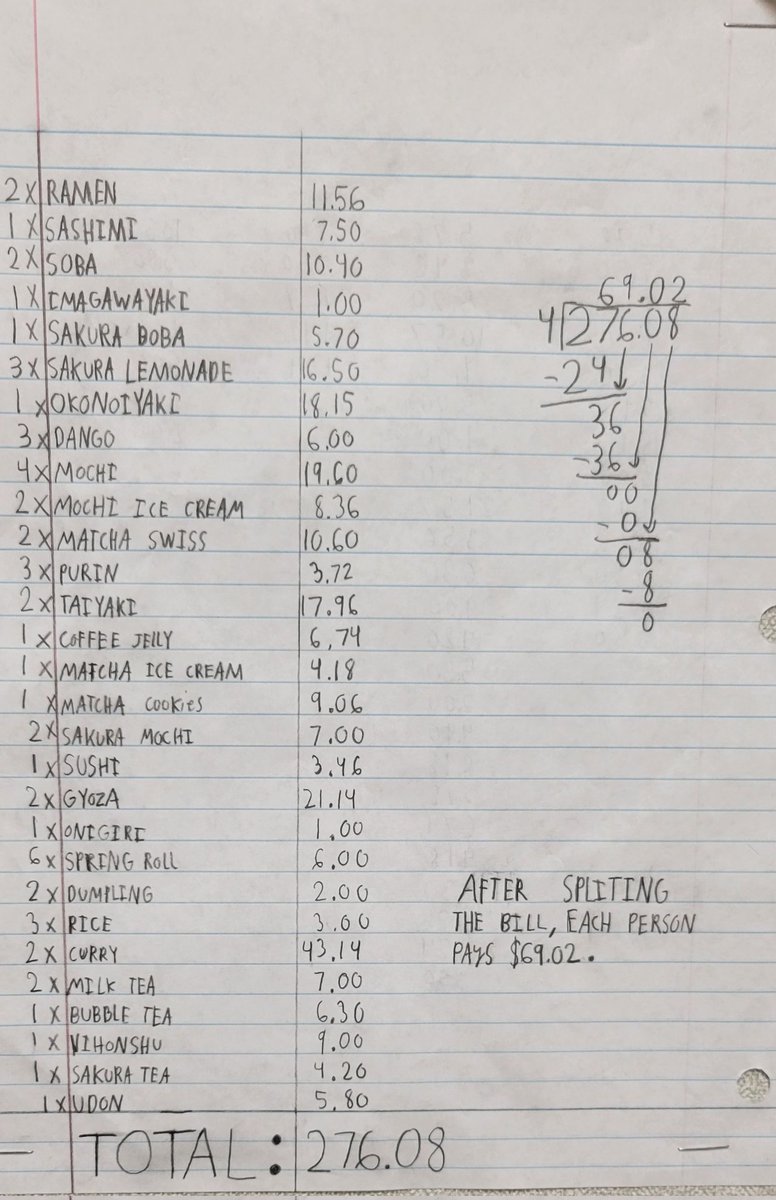 2 X RAMEN 11.56
1 X SASHIMI 7.50
2X SOBA 10.40
1 X IMAGAWAYAKI 1.00
1 X SAKURA BOBA 5.70
3 X SAKURA LEMONADE 16.50
1 X OKONOIYAKI 18.15
3 X DANGO 6.00
4 X MOCHI 19.60
2 X MOCHI ICE CREAM 8.36
2 X MATCHA SWISS 10.60
3 X PURIN 3.72
2 X TAIYAKI 17.96
1 X COFFEE JELLY 6.74
1 X MATCHA ICE CREAM 4.18
1 X MATCHA Cookies 9.06
2X SAKURA MOCHI 7.00
1 X SUSHI 3.46
2 X GYOZA 21.14
1 X ONIGIRI 1.00
6 X SPRING ROLL 6.00
2 X DUMPLING 2.00
3 X RICE 3.00
2 X CURRY 43.14
2 X MILK TEA 7.00
1 X BUBBLE TEA 6.30
1 X NIHONSHU 9.00
1 X SAKURA TEA 4.20
1 X UDON 5.80
TOTAL: 276.08
69.02
4 276.08
-24
36
-36
00
-0
08
-8
0
AFTER SPLITING
THE BILL, EACH PERSON
PAYS $69.02.